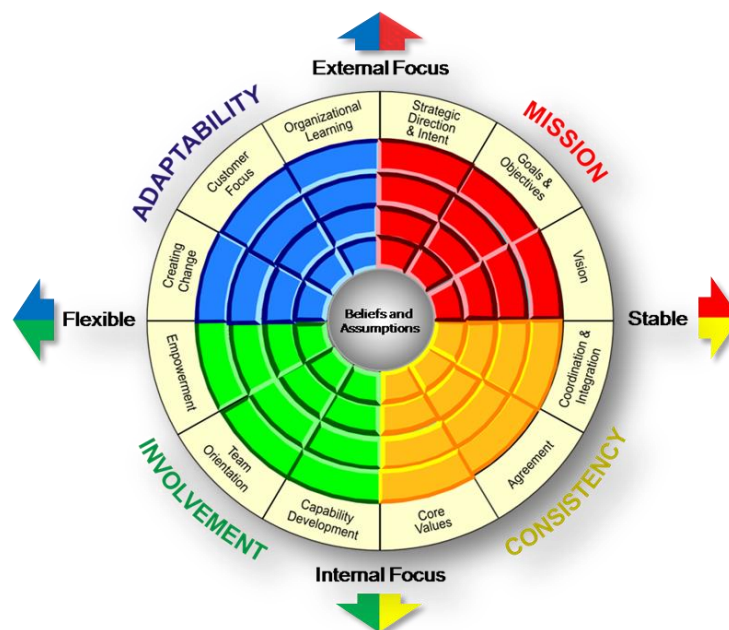 External Focus
ADAPTABILITY
MISSION
Organizational
Learning
Strategic
Direction
& Intent
Customer
Focus
Goals &
Objectives
Creating
Change
Vision
Flexible
Beliefs and
Assumptions
Stable
Empowerment
Coordination &
Integration
Team
Orientation
Agreement
Capability
Development
Core
Values
INVOLVEMENT
CONSISTENCY
Internal Focus